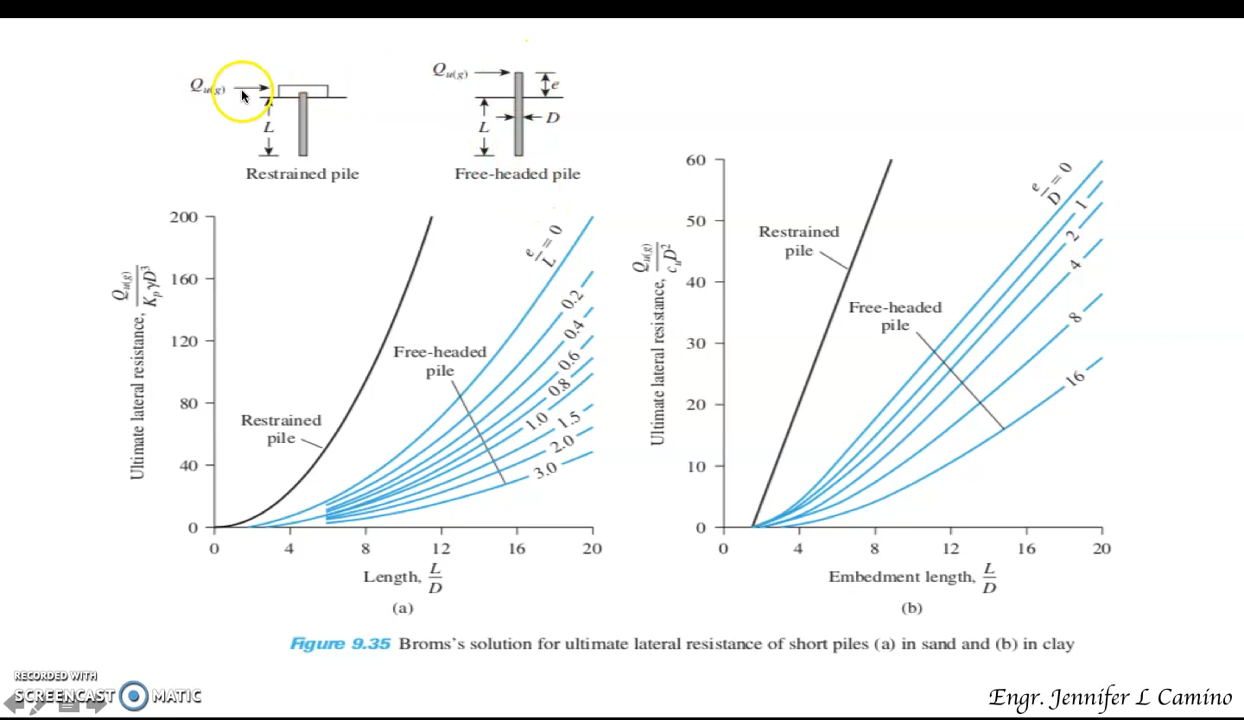 Qu(g)
L
Restrained pile
Qu(g)
e
L
D
Free-headed pile
Ultimate lateral resistance, Qu(g) / KpγD³
200
160
120
80
40
0
Restrained
pile
Free-headed
pile
e/L = 0
0.2
0.4
0.6
0.8
1.0
1.5
2.0
3.0
0 4 8 12 16 20
Length, L/D
(a)
Ultimate lateral resistance, Qu(g) / cuD²
60
50
40
30
20
10
0
Restrained
pile
Free-headed
pile
e/D = 0
1
2
4
8
16
0 4 8 12 16 20
Embedment length, L/D
(b)
Figure 9.35 Broms's solution for ultimate lateral resistance of short piles (a) in sand and (b) in clay
RECORDED WITH
SCREENCAST MATIC
Engr. Jennifer L Camino